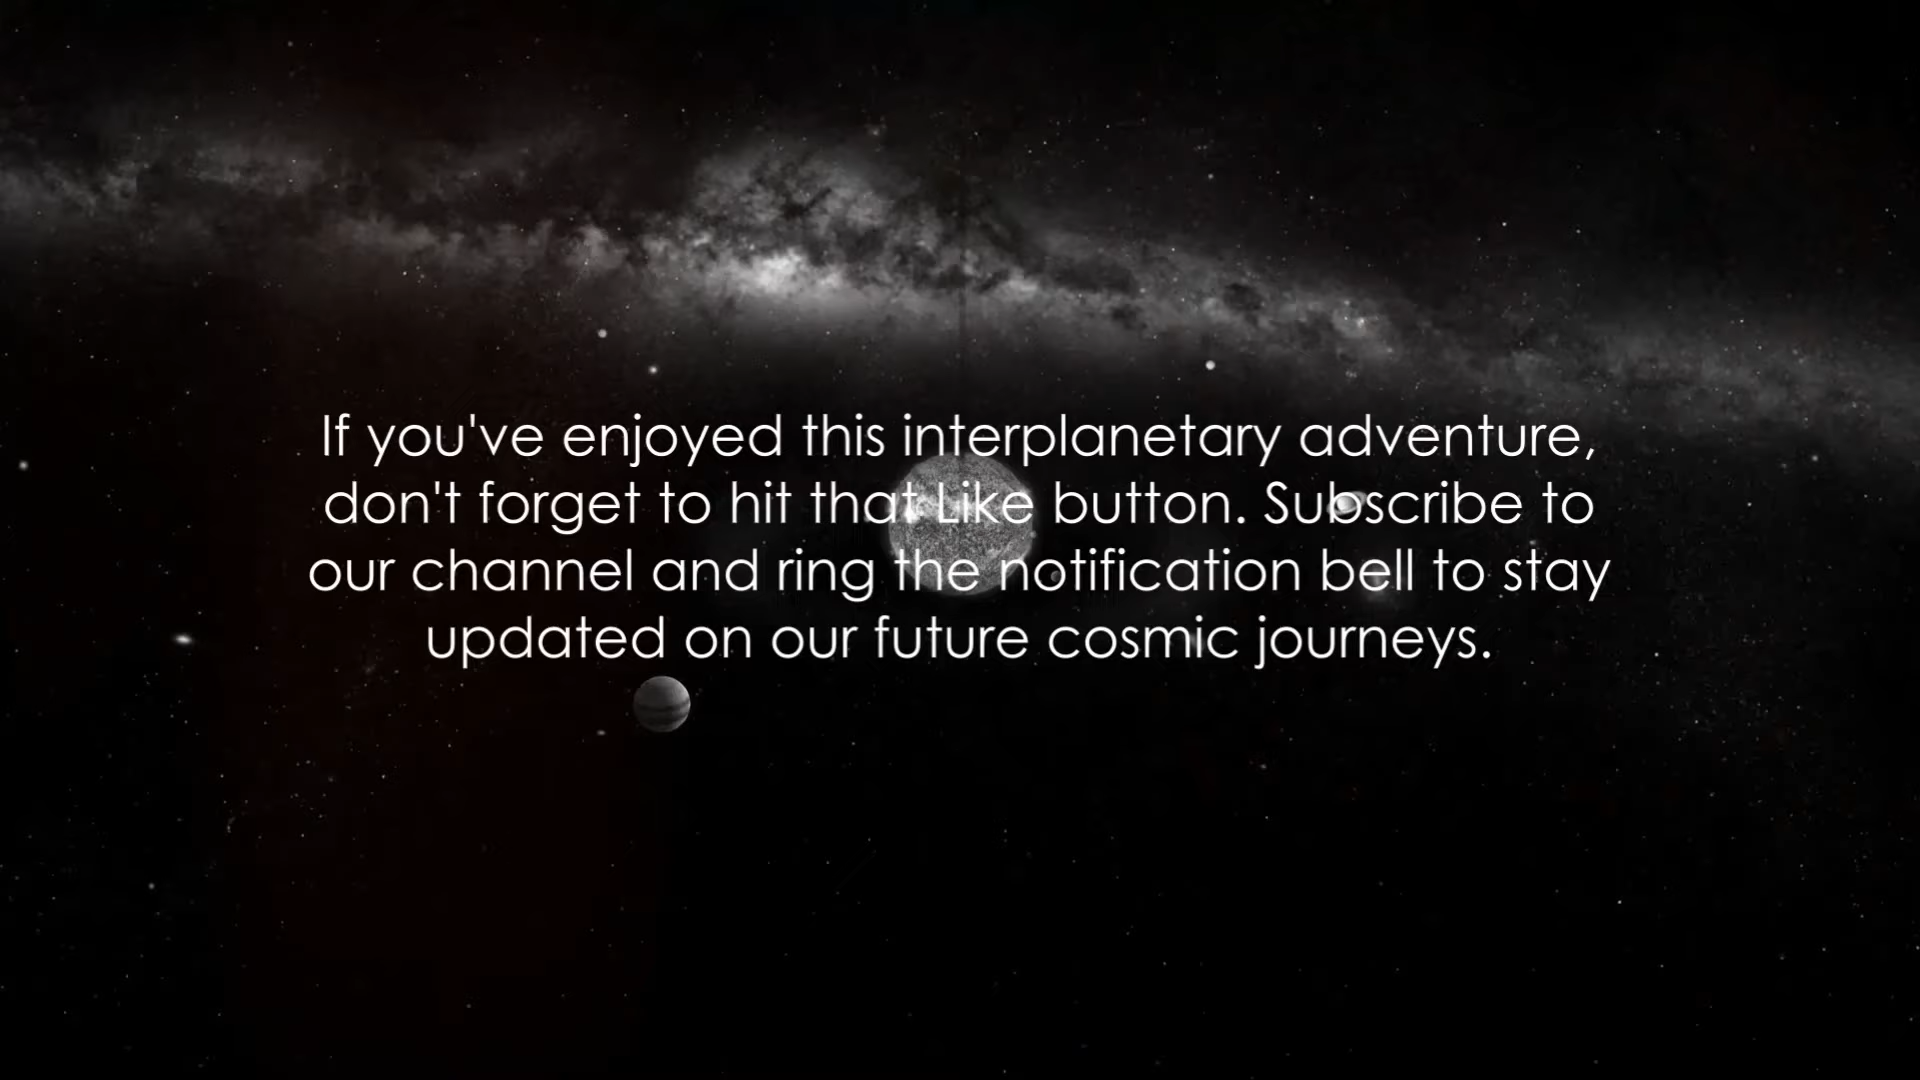 If you've enjoyed this interplanetary adventure,
don't forget to hit that Like button. Subscribe to
our channel and ring the notification bell to stay
updated on our future cosmic journeys.